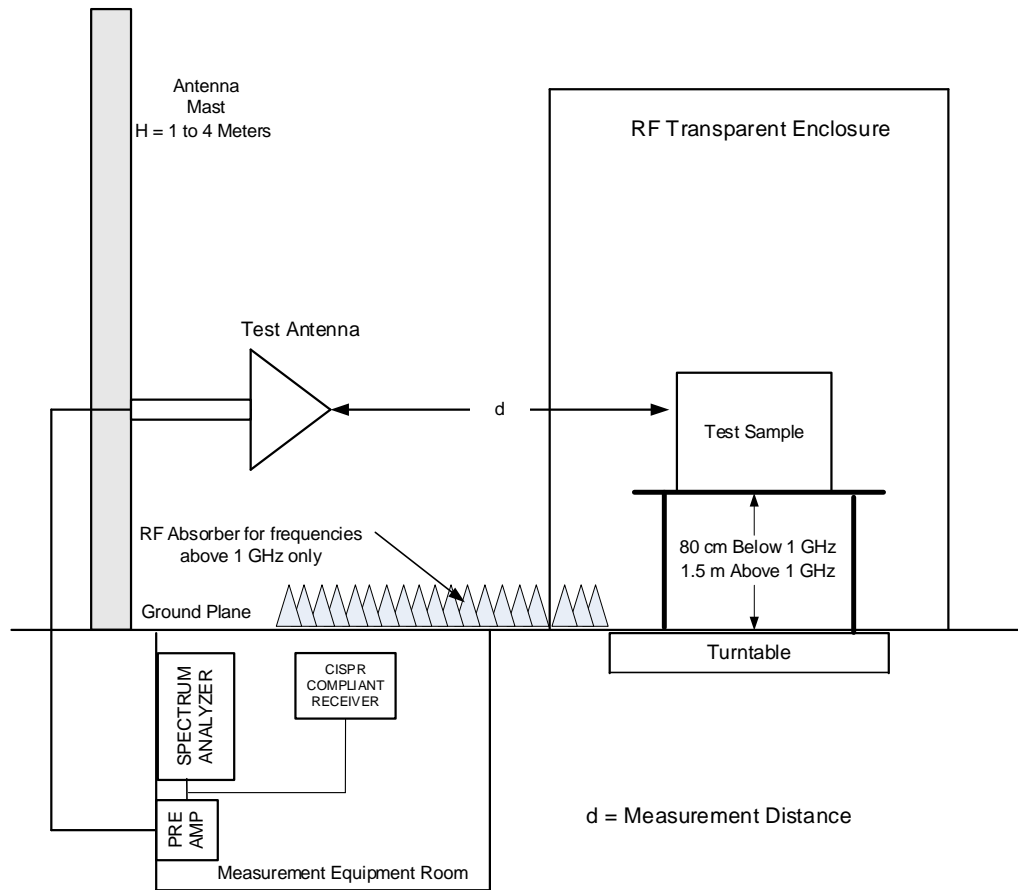 Antenna
Mast
H = 1 to 4 Meters
RF Transparent Enclosure
Test Antenna
d
Test Sample
RF Absorber for frequencies
above 1 GHz only
80 cm Below 1 GHz
1.5 m Above 1 GHz
Ground Plane
Turntable
SPECTRUM
ANALYZER
CISPR
COMPLIANT
RECEIVER
PRE
AMP
d = Measurement Distance
Measurement Equipment Room